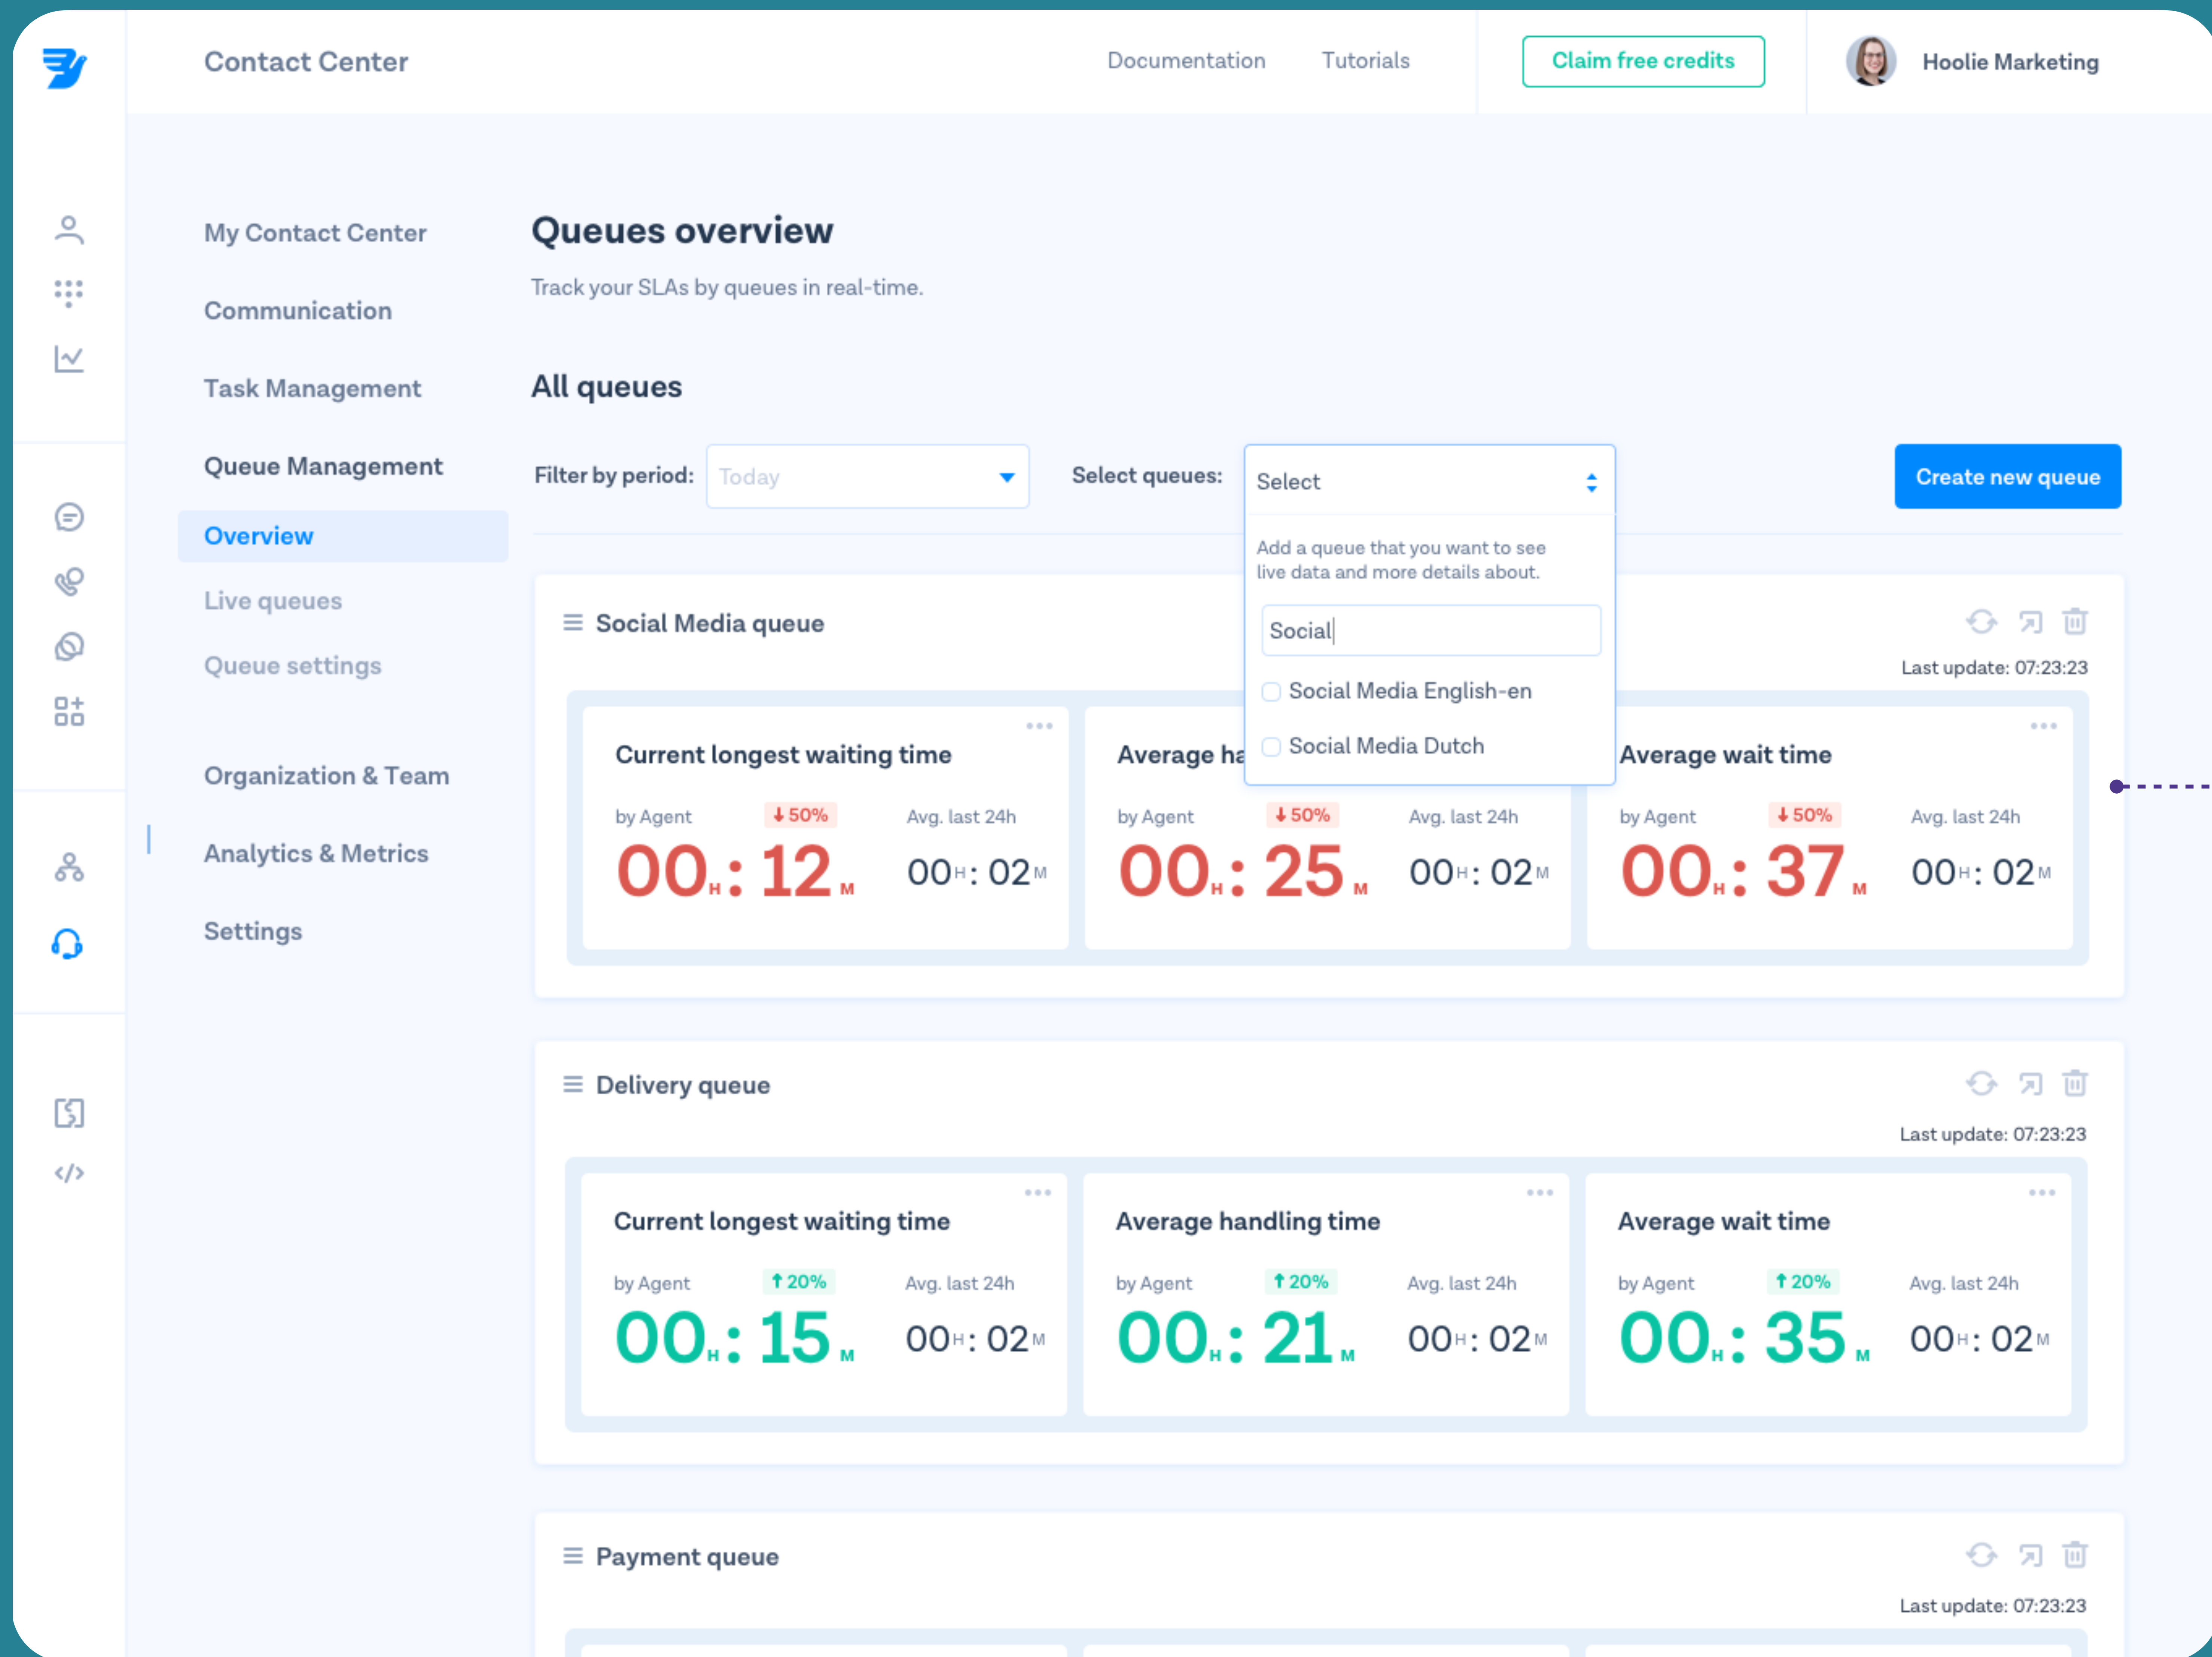 Contact Center
Documentation
Tutorials
Claim free credits
Hoolie Marketing
My Contact Center
Communication
Task Management
Queue Management
Overview
Live queues
Queue settings
Organization & Team
Analytics & Metrics
Settings
Queues overview
Track your SLAs by queues in real-time.
All queues
Filter by period:
Today
Select queues:
Select
Add a queue that you want to see
live data and more details about.
Social
Social Media English-en
Social Media Dutch
Create new queue
Social Media queue
Last update: 07:23:23
Current longest waiting time
by Agent
50%
Avg. last 24h
00H: 12M
00H: 02M
Average ha
by Agent
50%
Avg. last 24h
00H: 25M
00H: 02M
Average wait time
by Agent
50%
Avg. last 24h
00H: 37M
00H: 02M
Delivery queue
Last update: 07:23:23
Current longest waiting time
by Agent
20%
Avg. last 24h
00H: 15M
00H: 02M
Average handling time
by Agent
20%
Avg. last 24h
00H: 21M
00H: 02M
Average wait time
by Agent
20%
Avg. last 24h
00H: 35M
00H: 02M
Payment queue
Last update: 07:23:23